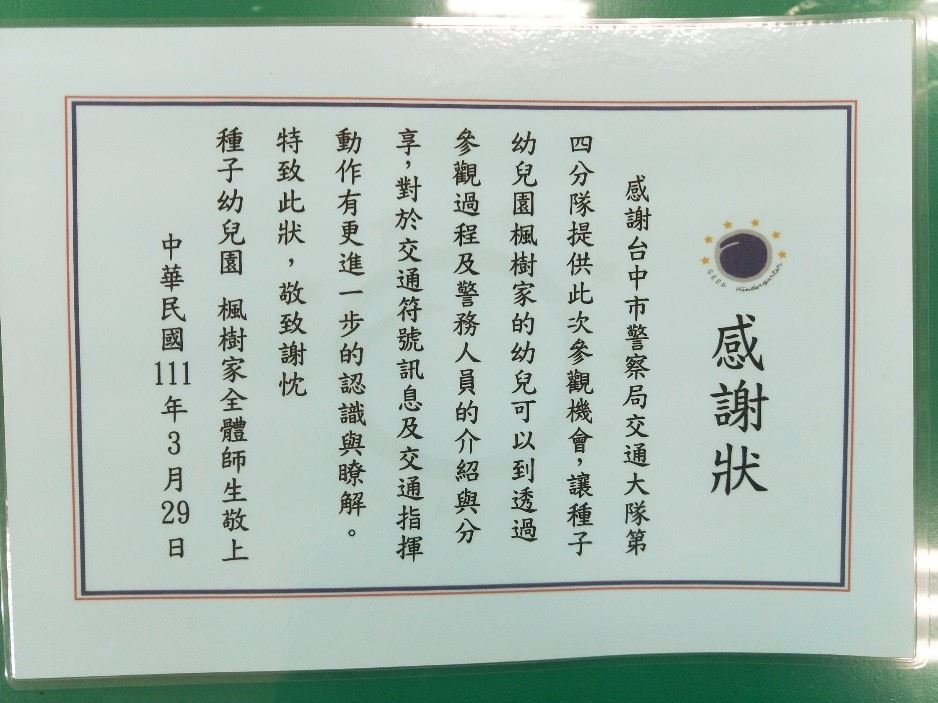 SEED Kindergarten
感謝狀
感謝台中市警察局交通大隊第
四分隊提供此次參觀機會，讓種子
幼兒園楓樹家的幼兒可以到透過
參觀過程及警務人員的介紹與分
享，對於交通符號訊息及交通指揮
動作有更進一步的認識與瞭解。
特致此狀，敬致謝忱
種子幼兒園 楓樹家全體師生敬上
中華民國111年3月29日